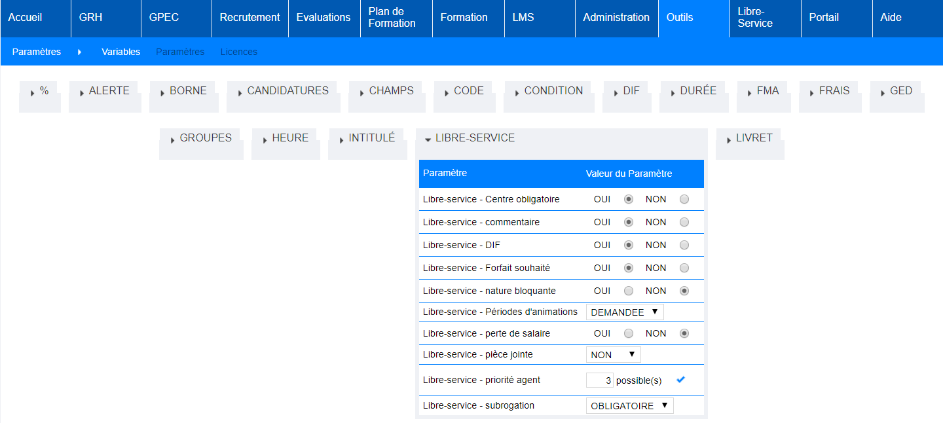 Accueil GRH GPEC Recrutement Evaluations Plan de Formation Formation LMS Administration Outils Libre-Service Portail Aide
Paramètres Variables Paramètres Licences
% ALERTE BORNE CANDIDATURES CHAMPS CODE CONDITION DIF DURÉE FMA FRAIS GED
GROUPES HEURE INTITULÉ LIBRE-SERVICE LIVRET
Paramètre Valeur du Paramètre
Libre-service - Centre obligatoire OUI NON
Libre-service - commentaire OUI NON
Libre-service - DIF OUI NON
Libre-service - Forfait souhaité OUI NON
Libre-service - nature bloquante OUI NON
Libre-service - Périodes d'animations DEMANDEE
Libre-service - perte de salaire OUI NON
Libre-service - pièce jointe NON
Libre-service - priorité agent 3 possible(s)
Libre-service - subrogation OBLIGATOIRE